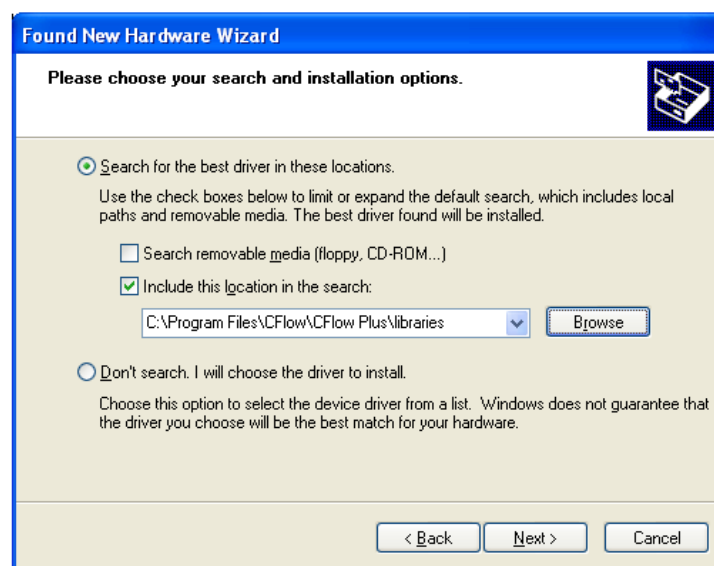 Found New Hardware Wizard
Please choose your search and installation options.
Search for the best driver in these locations.
Use the check boxes below to limit or expand the default search, which includes local
paths and removable media. The best driver found will be installed.
Search removable media (floppy, CD-ROM...)
Include this location in the search:
C:\Program Files\CFlow\CFlow Plus\libraries
Browse
Don't search. I will choose the driver to install.
Choose this option to select the device driver from a list.  Windows does not guarantee that
the driver you choose will be the best match for your hardware.
< Back
Next >
Cancel